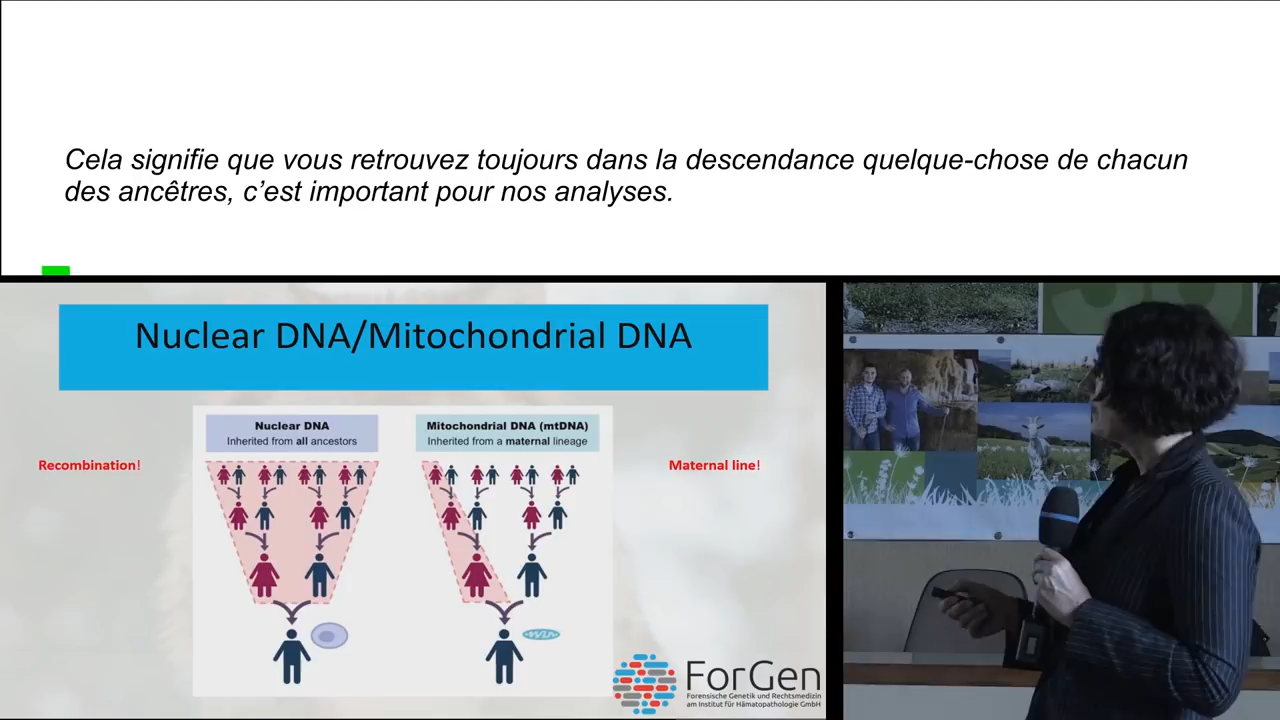 Cela signifie que vous retrouvez toujours dans la descendance quelque-chose de chacun
des ancêtres, c’est important pour nos analyses.
Nuclear DNA/Mitochondrial DNA
Nuclear DNA
Inherited from all ancestors
Mitochondrial DNA (mtDNA)
Inherited from a maternal lineage
Recombination!
Maternal line!
ForGen
Forensische Genetik und Rechtsmedizin
am Institut für Hämatopathologie GmbH